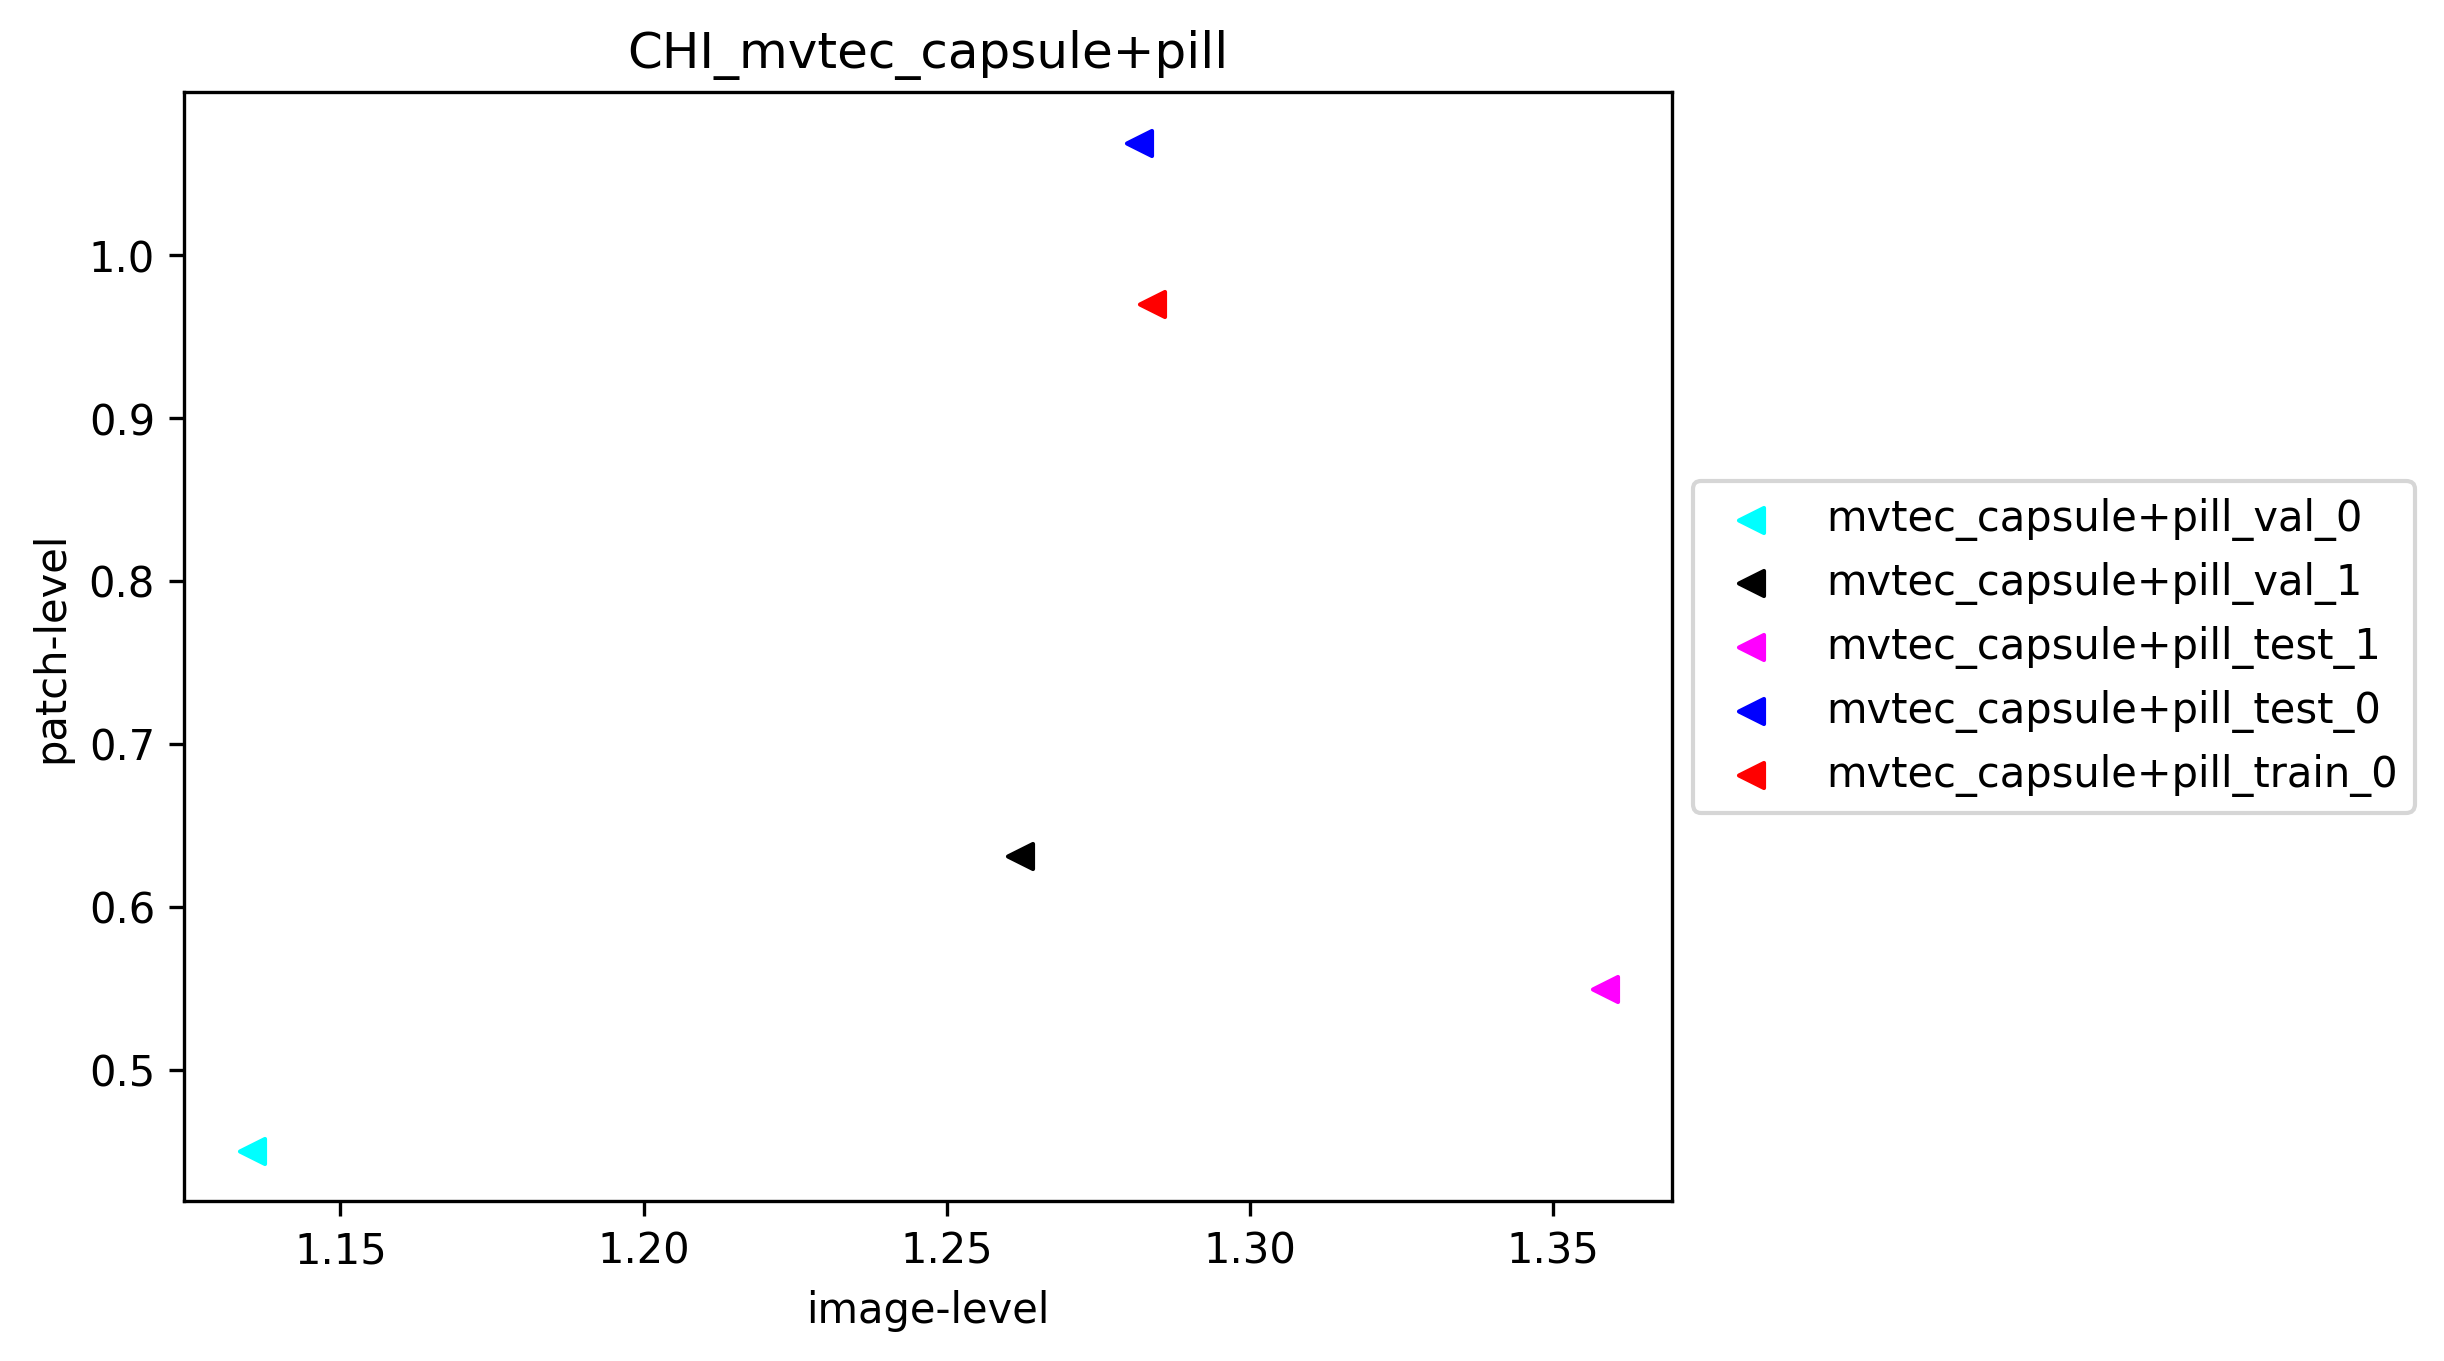 CHI_mvtec_capsule+pill
1.0
0.9
0.8
0.7
0.6
0.5
patch-level
1.15 1.20 1.25 1.30 1.35
image-level
mvtec_capsule+pill_val_0
mvtec_capsule+pill_val_1
mvtec_capsule+pill_test_1
mvtec_capsule+pill_test_0
mvtec_capsule+pill_train_0